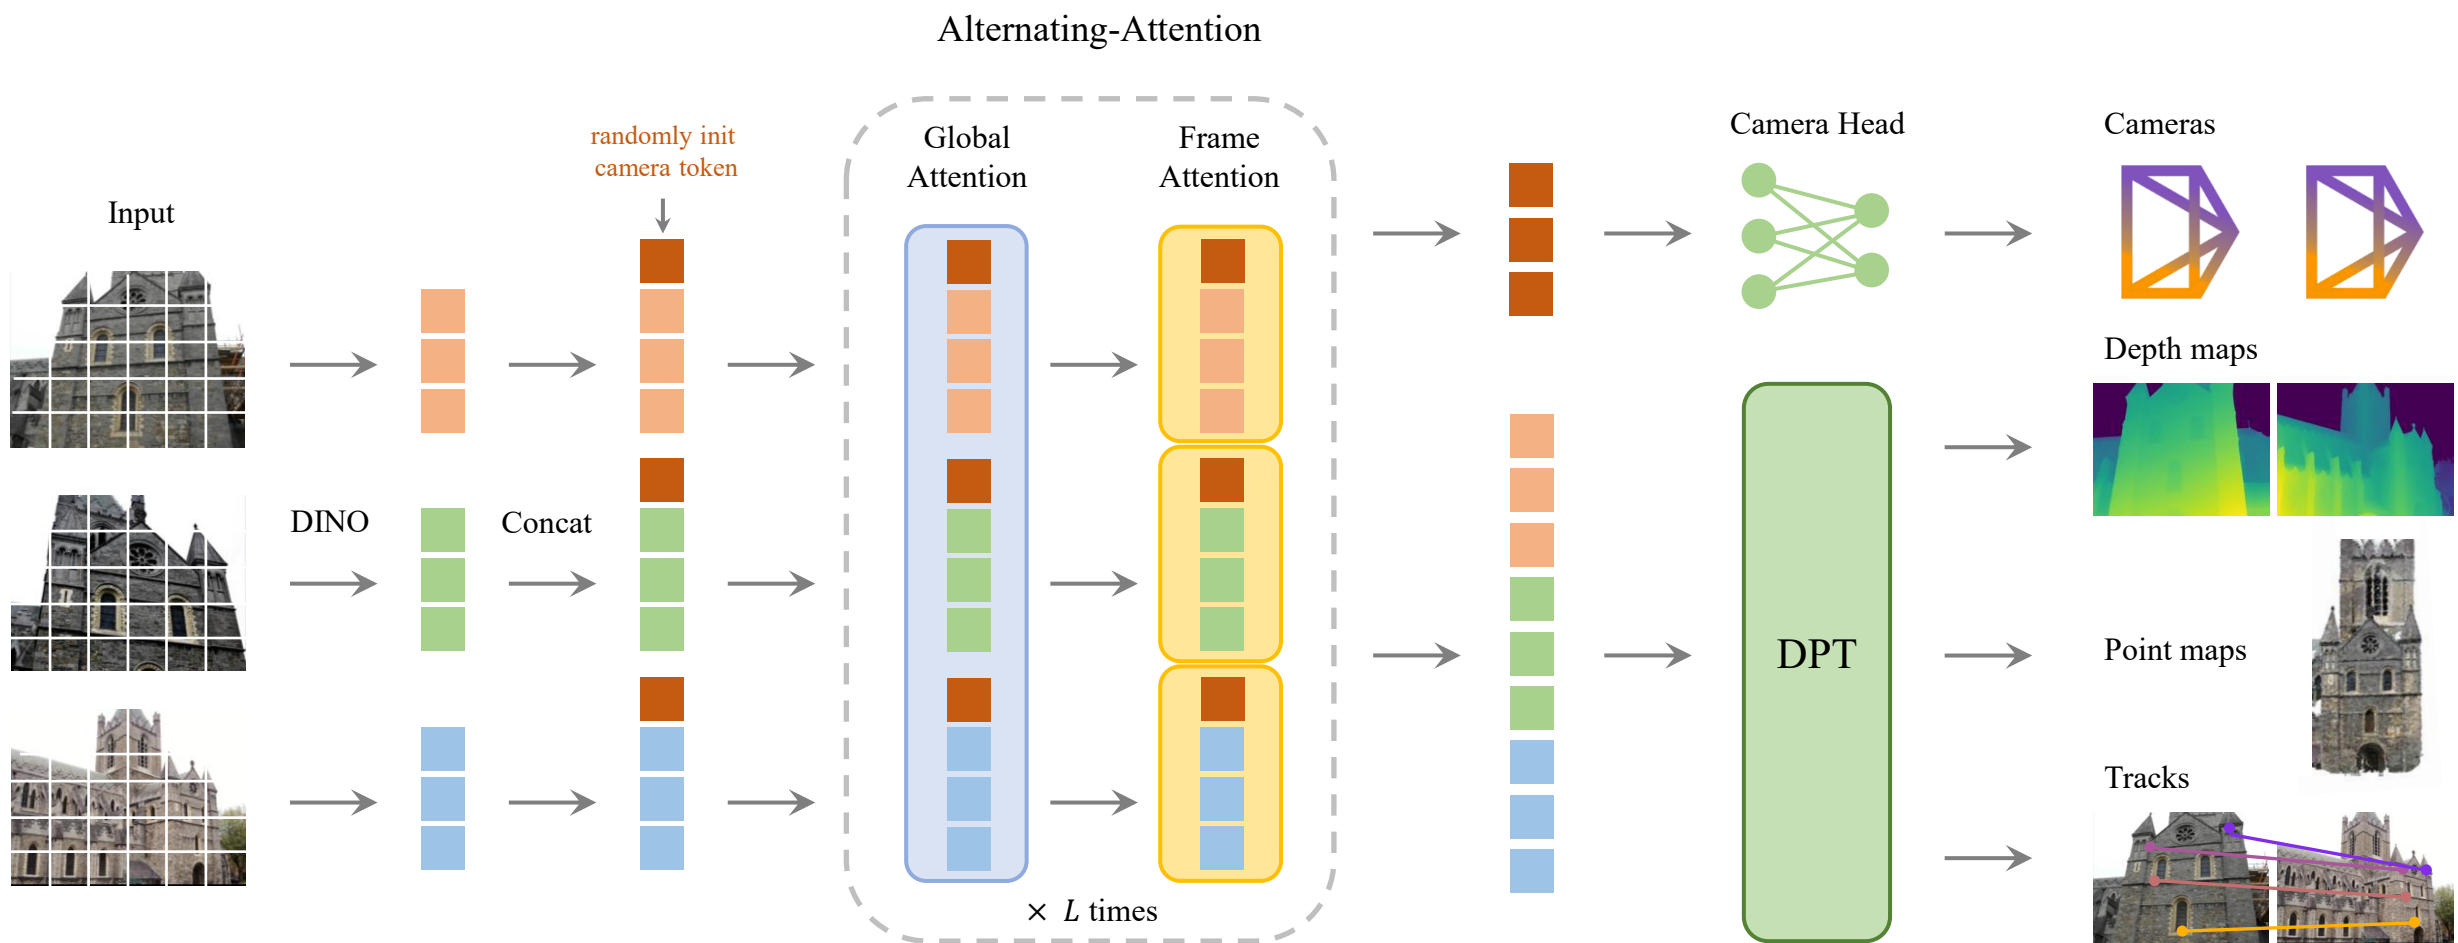 Alternating-Attention
Input
DINO
Concat
randomly init
camera token
Global
Attention
Frame
Attention
× L times
Camera Head
DPT
Cameras
Depth maps
Point maps
Tracks